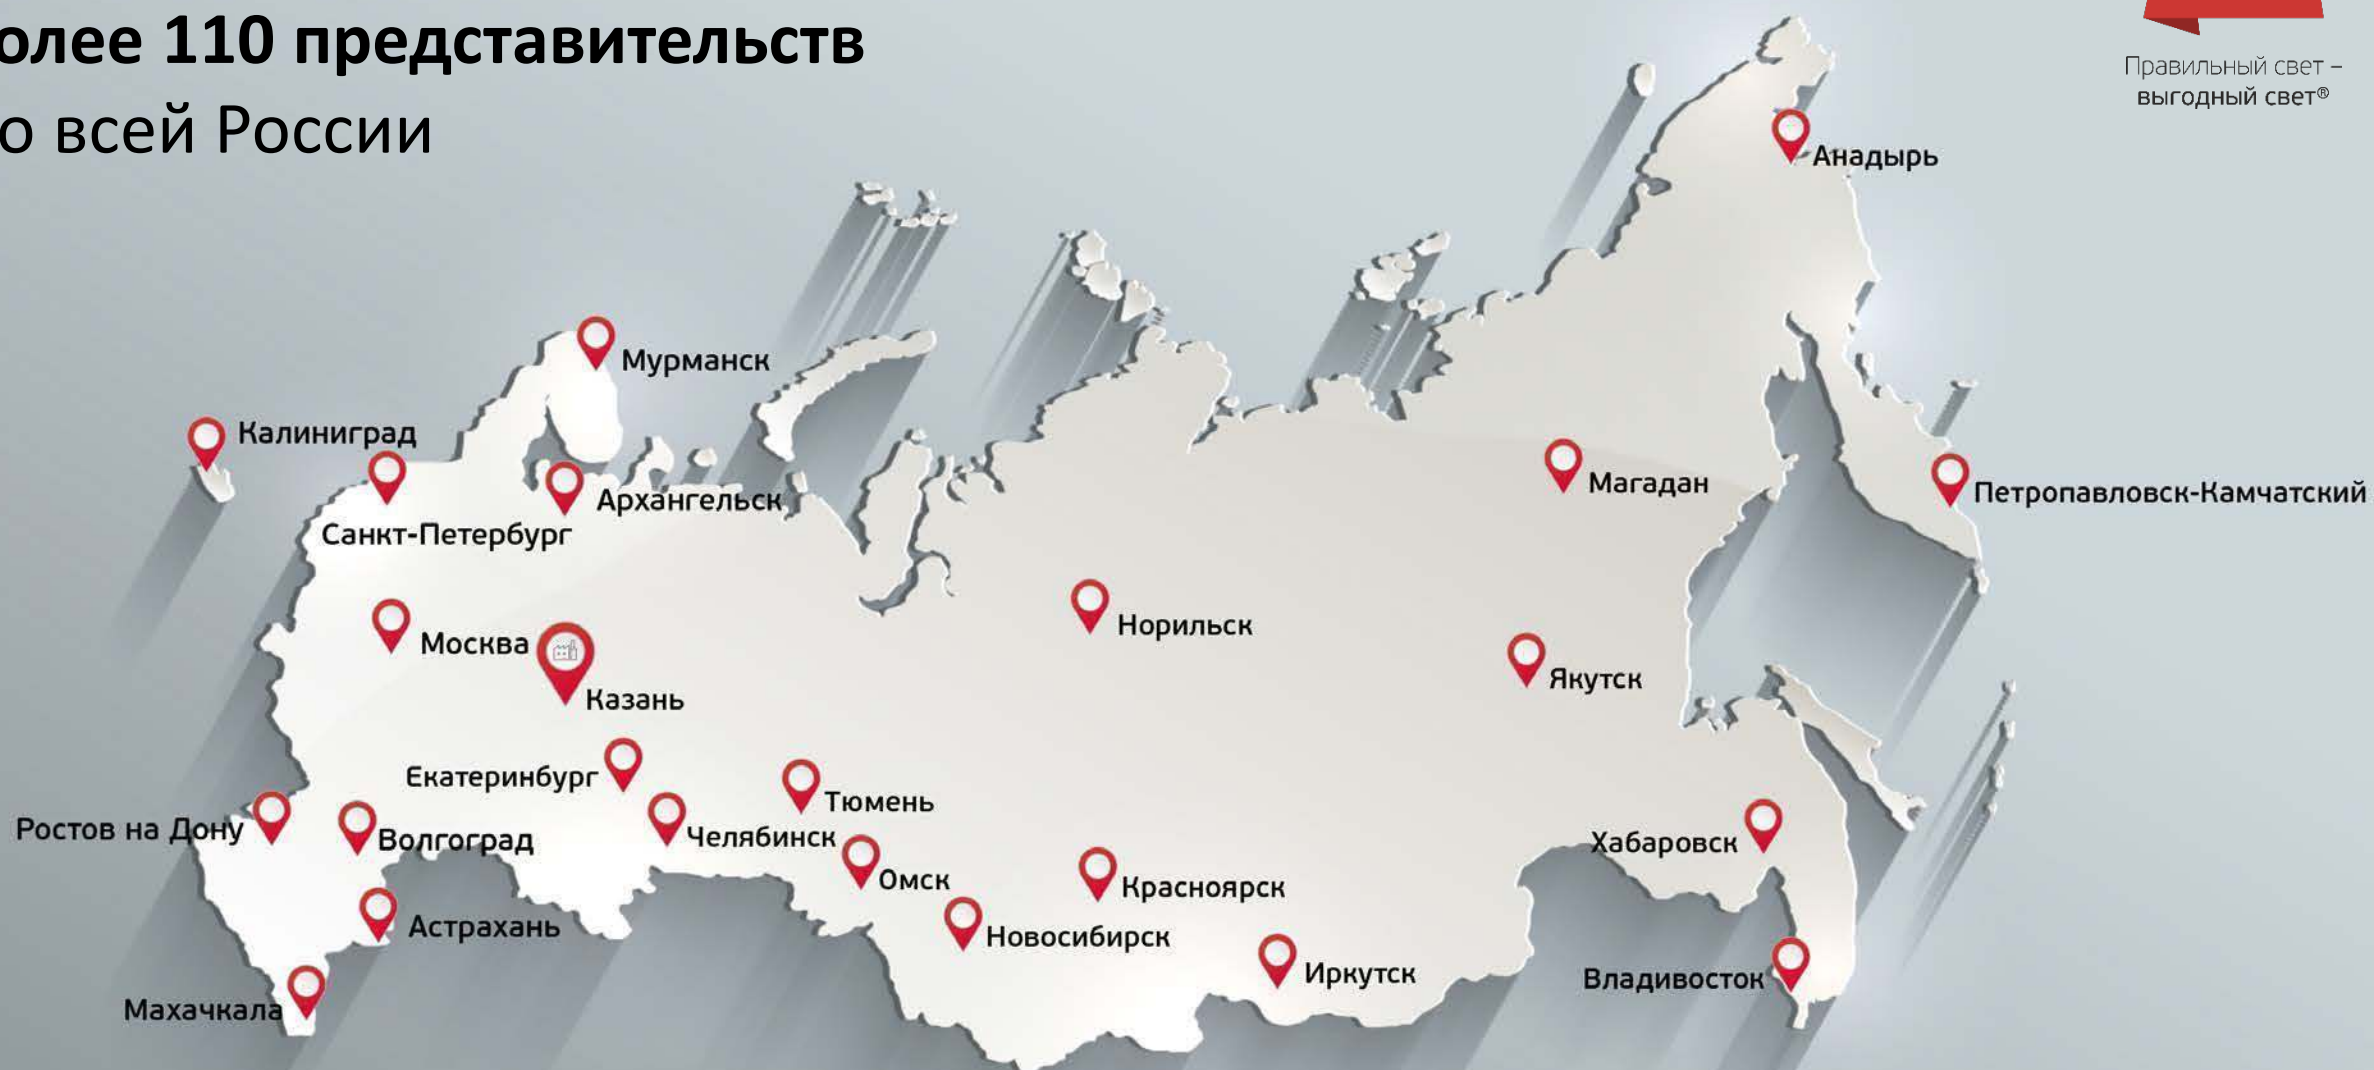 олее 110 представительств
о всей России
Правильный свет –
выгодный свет®
Анадырь
Мурманск
Калиниград
Архангельск
Санкт-Петербург
Магадан
Петропавловск-Камчатский
Норильск
Москва
Якутск
Казань
Екатеринбург
Тюмень
Ростов на Дону
Волгоград
Челябинск
Хабаровск
Омск
Красноярск
Астрахань
Новосибирск
Иркутск
Владивосток
Махачкала